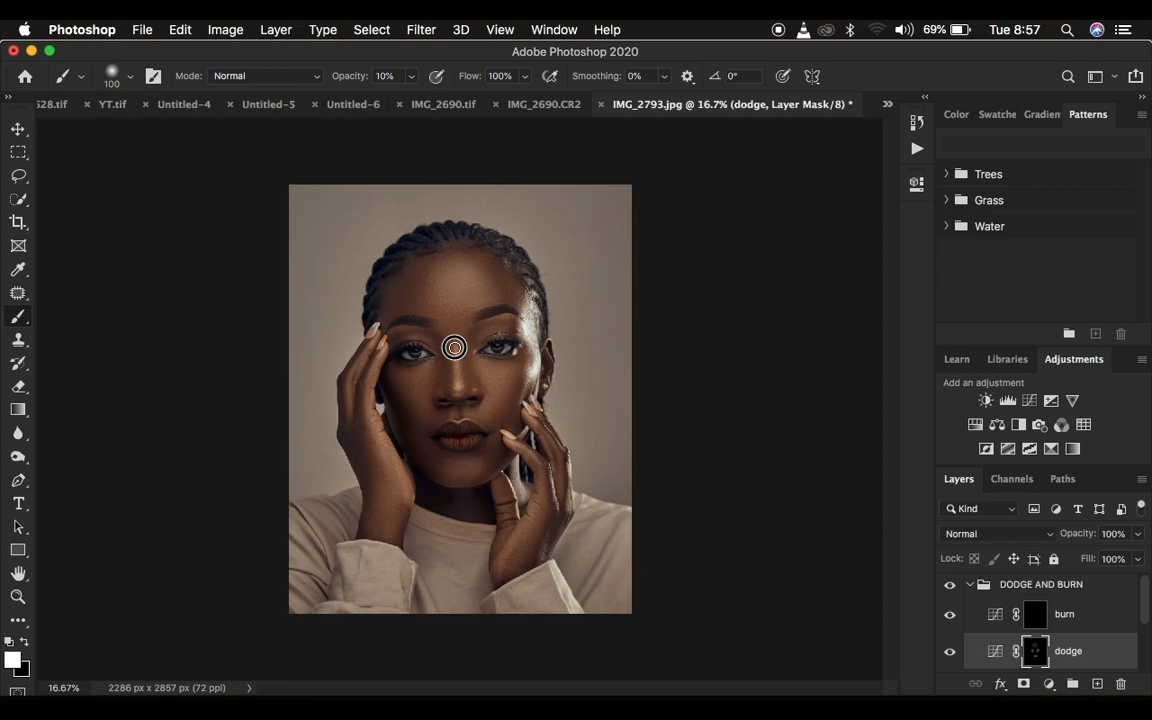 Photoshop File Edit Image Layer Type Select Filter 3D View Window Help 69% Tue 8:57
Adobe Photoshop 2020
100 Mode: Normal Opacity: 10% Flow: 100% Smoothing: 0% 0°
528.tif YT.tif Untitled-4 Untitled-5 Untitled-6 IMG_2690.tif IMG_2690.CR2 IMG_2793.jpg @ 16.7% (dodge, Layer Mask/8) *
Color Swatche Gradien Patterns
Trees
Grass
Water
Learn Libraries Adjustments
Add an adjustment
Layers Channels Paths
Kind
Normal Opacity: 100%
Lock: Fill: 100%
DODGE AND BURN
burn
dodge
16.67% 2286 px x 2857 px (72 ppi)